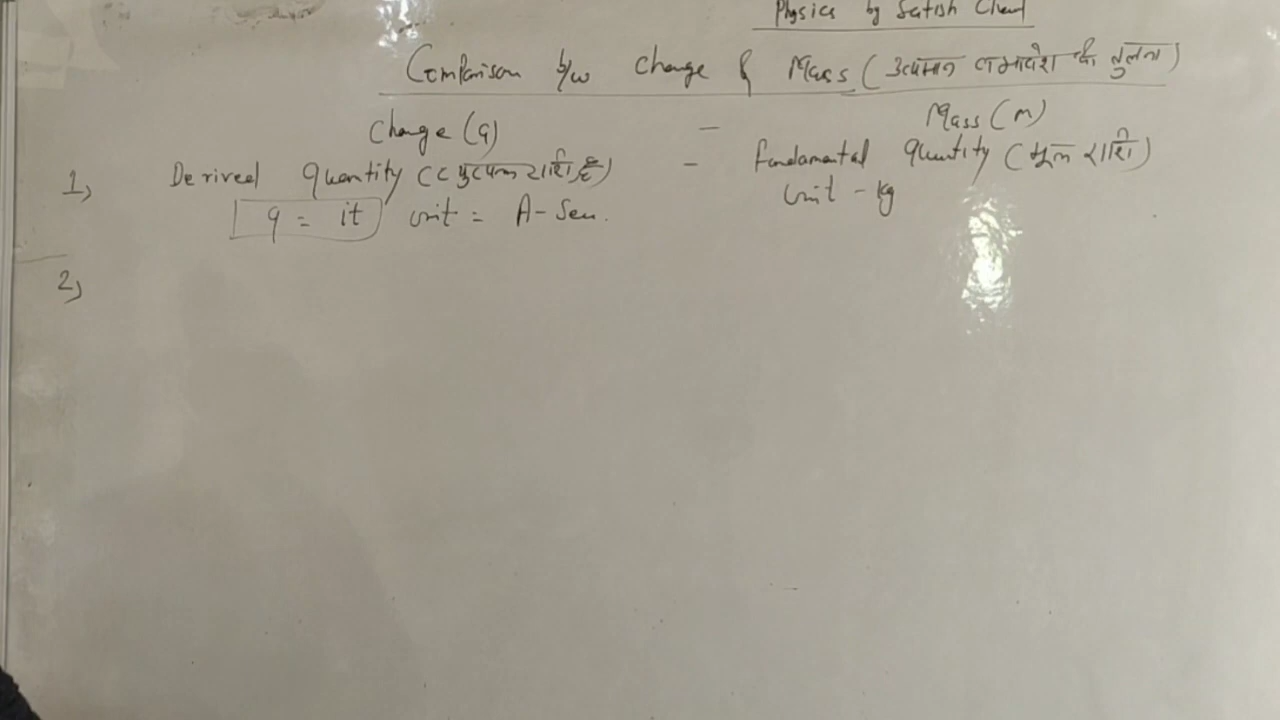 Physics by Satish Chand
Comparison b/w Charge & Mass (द्रव्यमान व आवेश की तुलना)
Charge (q) - Mass (m)
1) Derived Quantity ( राशि है) - Fundamental Quantity (मूल राशि)
q = it unit = A - Sec. unit - kg
2)